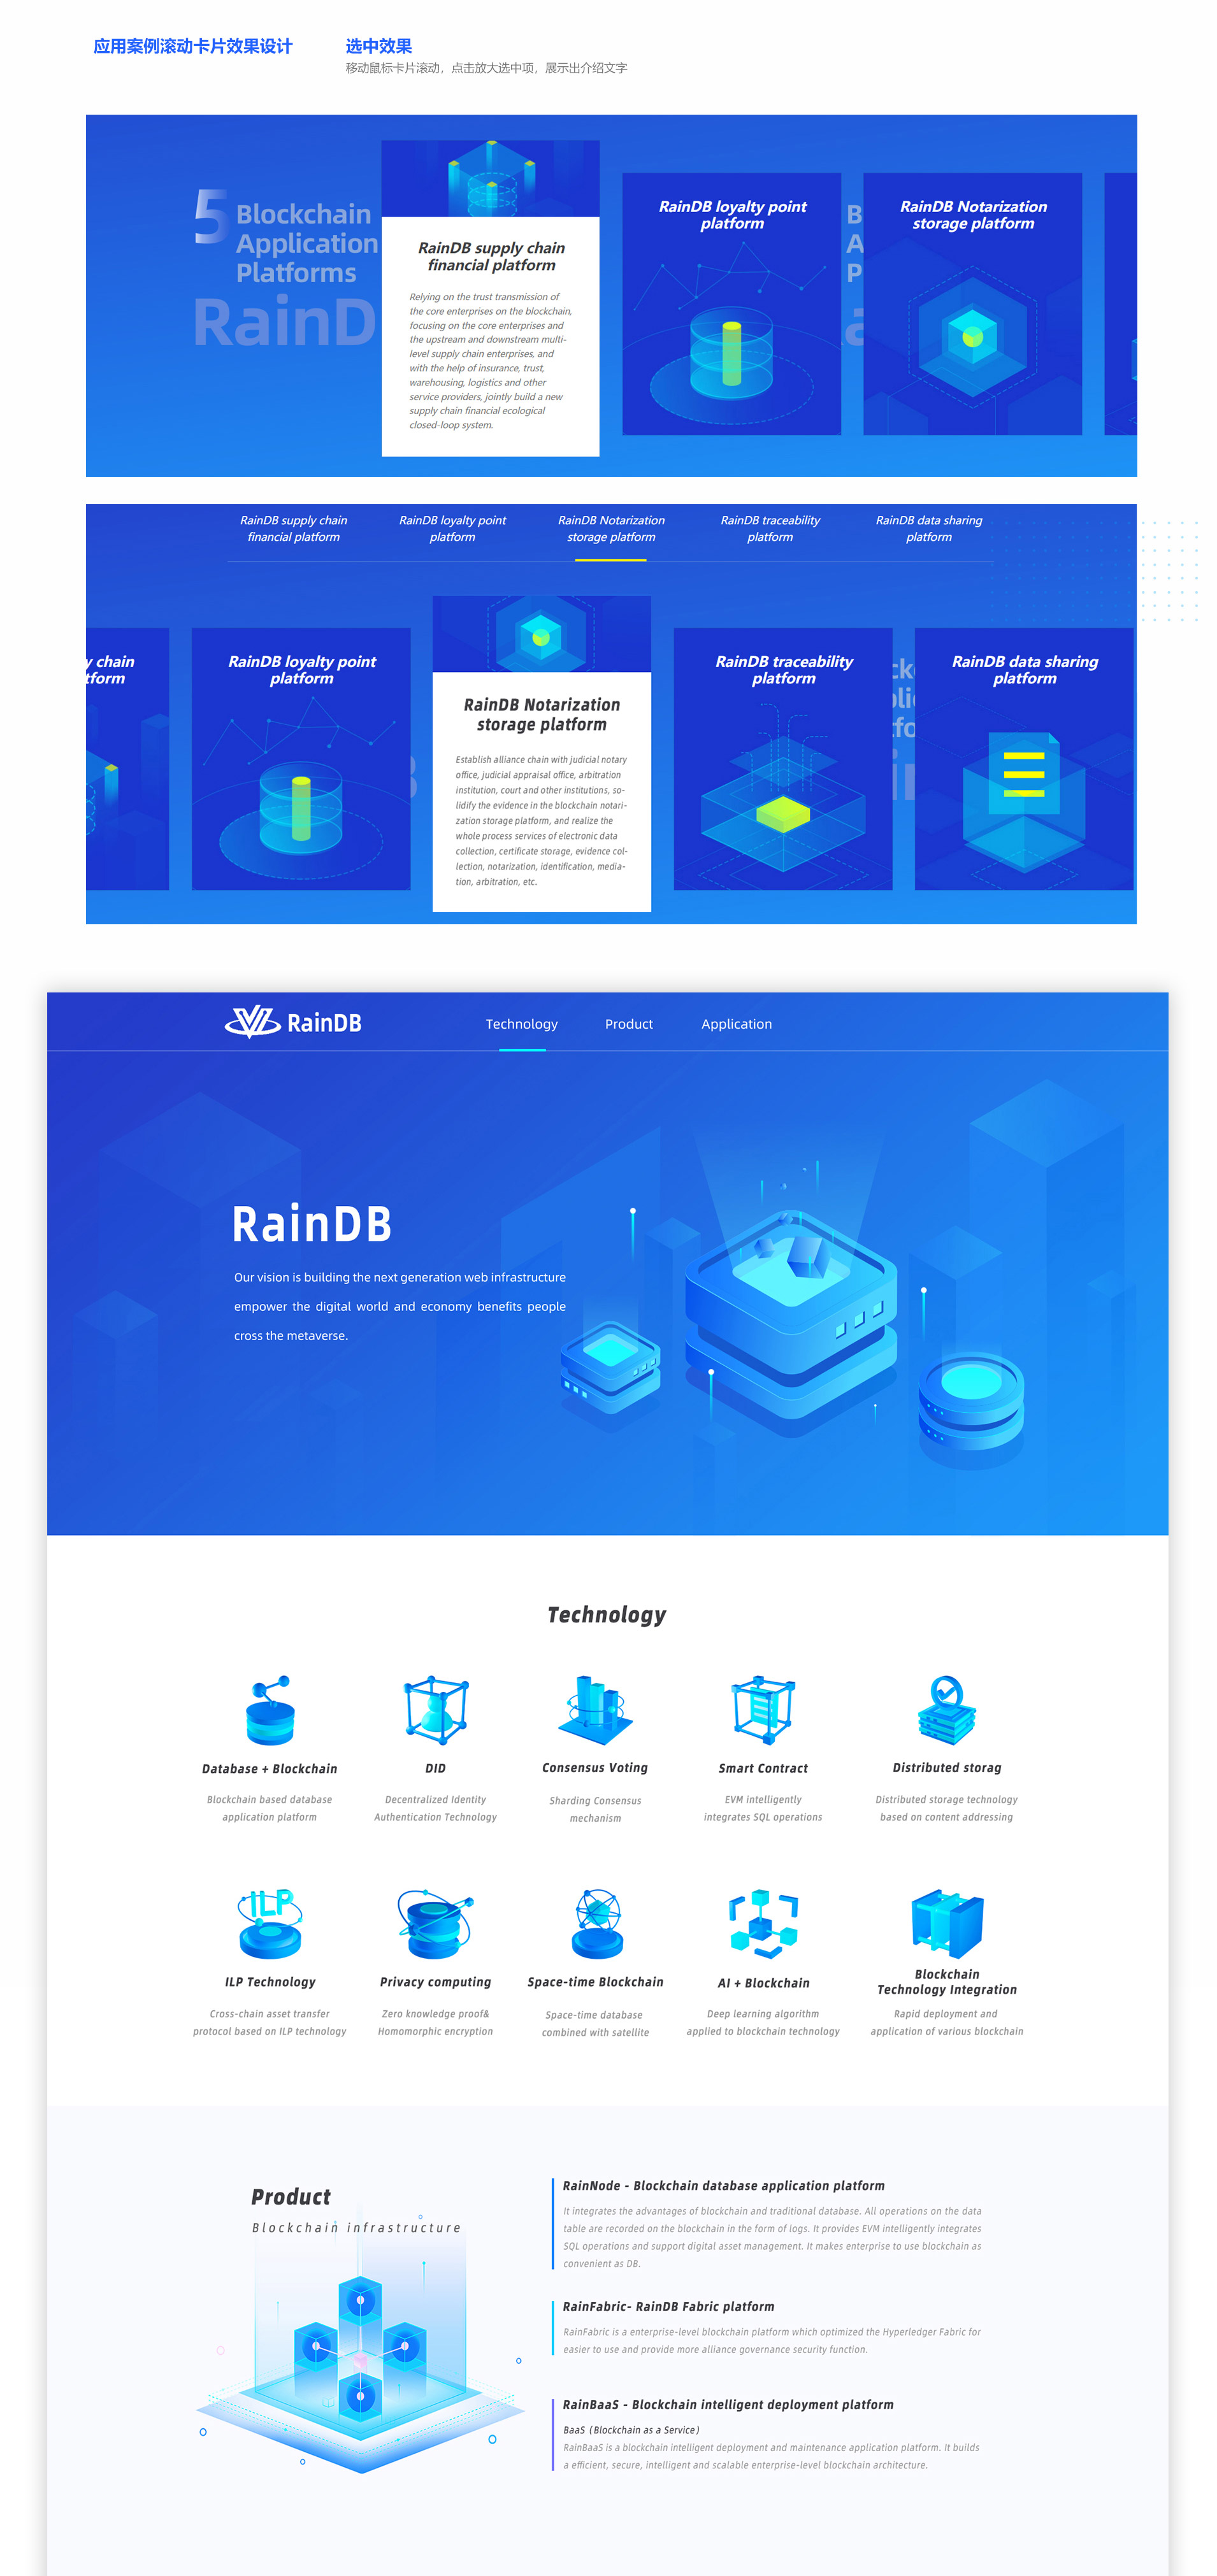 应用案例滚动卡片效果设计
选中效果
移动鼠标卡片滚动，点击放大选中项，展示出介绍文字
5 Blockchain
Application
Platforms
RainD
RainDB supply chain
financial platform
Relying on the trust transmission of
the core enterprises on the blockchain,
focusing on the core enterprises and
the upstream and downstream multi-
level supply chain enterprises, and
with the help of insurance, trust,
warehousing, logistics and other
service providers, jointly build a new
supply chain financial ecological
closed-loop system.
RainDB loyalty point
platform
B
A
P
a
RainDB Notarization
storage platform
RainDB supply chain
financial platform
RainDB loyalty point
platform
RainDB Notarization
storage platform
RainDB traceability
platform
RainDB data sharing
platform
y chain
tform
RainDB loyalty point
platform
RainDB Notarization
storage platform
Establish alliance chain with judicial notary
office, judicial appraisal office, arbitration
institution, court and other institutions, so-
lidify the evidence in the blockchain notari-
zation storage platform, and realize the
whole process services of electronic data
collection, certificate storage, evidence col-
lection, notarization, identification, media-
tion, arbitration, etc.
RainDB traceability
platform
RainDB data sharing
platform
RainDB
Technology
Product
Application
RainDB
Our vision is building the next generation web infrastructure
empower the digital world and economy benefits people
cross the metaverse.
Technology
Database + Blockchain
Blockchain based database
application platform
DID
Decentralized Identity
Authentication Technology
Consensus Voting
Sharding Consensus
mechanism
Smart Contract
EVM intelligently
integrates SQL operations
Distributed storag
Distributed storage technology
based on content addressing
ILP
ILP Technology
Cross-chain asset transfer
protocol based on ILP technology
Privacy computing
Zero knowledge proof&
Homomorphic encryption
Space-time Blockchain
Space-time database
combined with satellite
AI + Blockchain
Deep learning algorithm
applied to blockchain technology
Blockchain
Technology Integration
Rapid deployment and
application of various blockchain
Product
Blockchain infrastructure
RainNode - Blockchain database application platform
It integrates the advantages of blockchain and traditional database. All operations on the data
table are recorded on the blockchain in the form of logs. It provides EVM intelligently integrates
SQL operations and support digital asset management. It makes enterprise to use blockchain as
convenient as DB.
RainFabric- RainDB Fabric platform
RainFabric is a enterprise-level blockchain platform which optimized the Hyperledger Fabric for
easier to use and provide more alliance governance security function.
RainBaaS - Blockchain intelligent deployment platform
BaaS (Blockchain as a Service)
RainBaaS is a blockchain intelligent deployment and maintenance application platform. It builds
a efficient, secure, intelligent and scalable enterprise-level blockchain architecture.